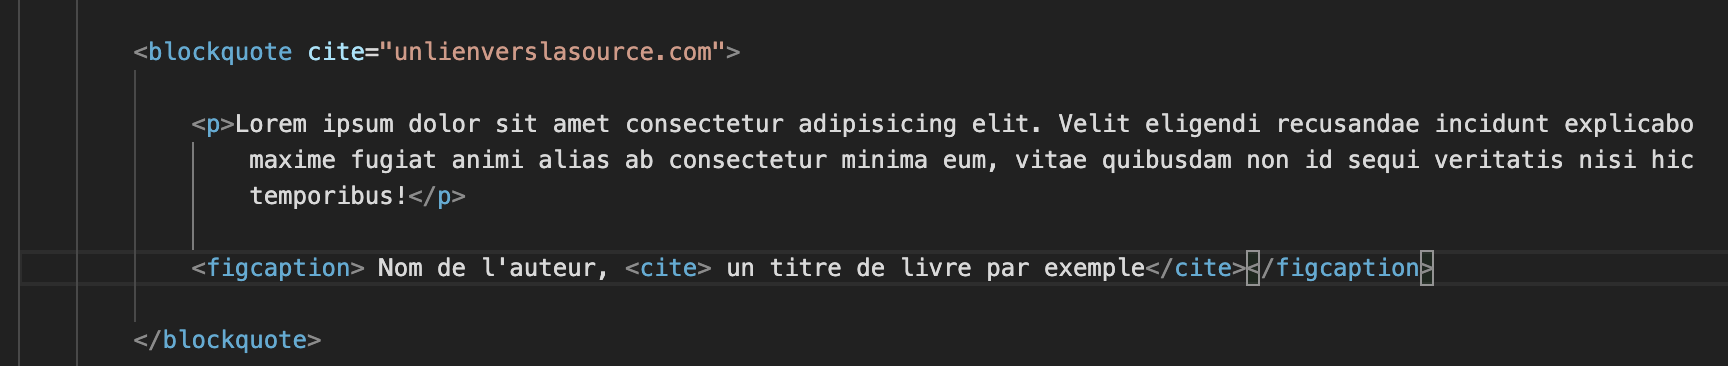 <blockquote cite="unlienverslasource.com">
<p>Lorem ipsum dolor sit amet consectetur adipisicing elit. Velit eligendi recusandae incidunt explicabo
maxime fugiat animi alias ab consectetur minima eum, vitae quibusdam non id sequi veritatis nisi hic
temporibus!</p>
<figcaption> Nom de l'auteur, <cite> un titre de livre par exemple</cite></figcaption>
</blockquote>